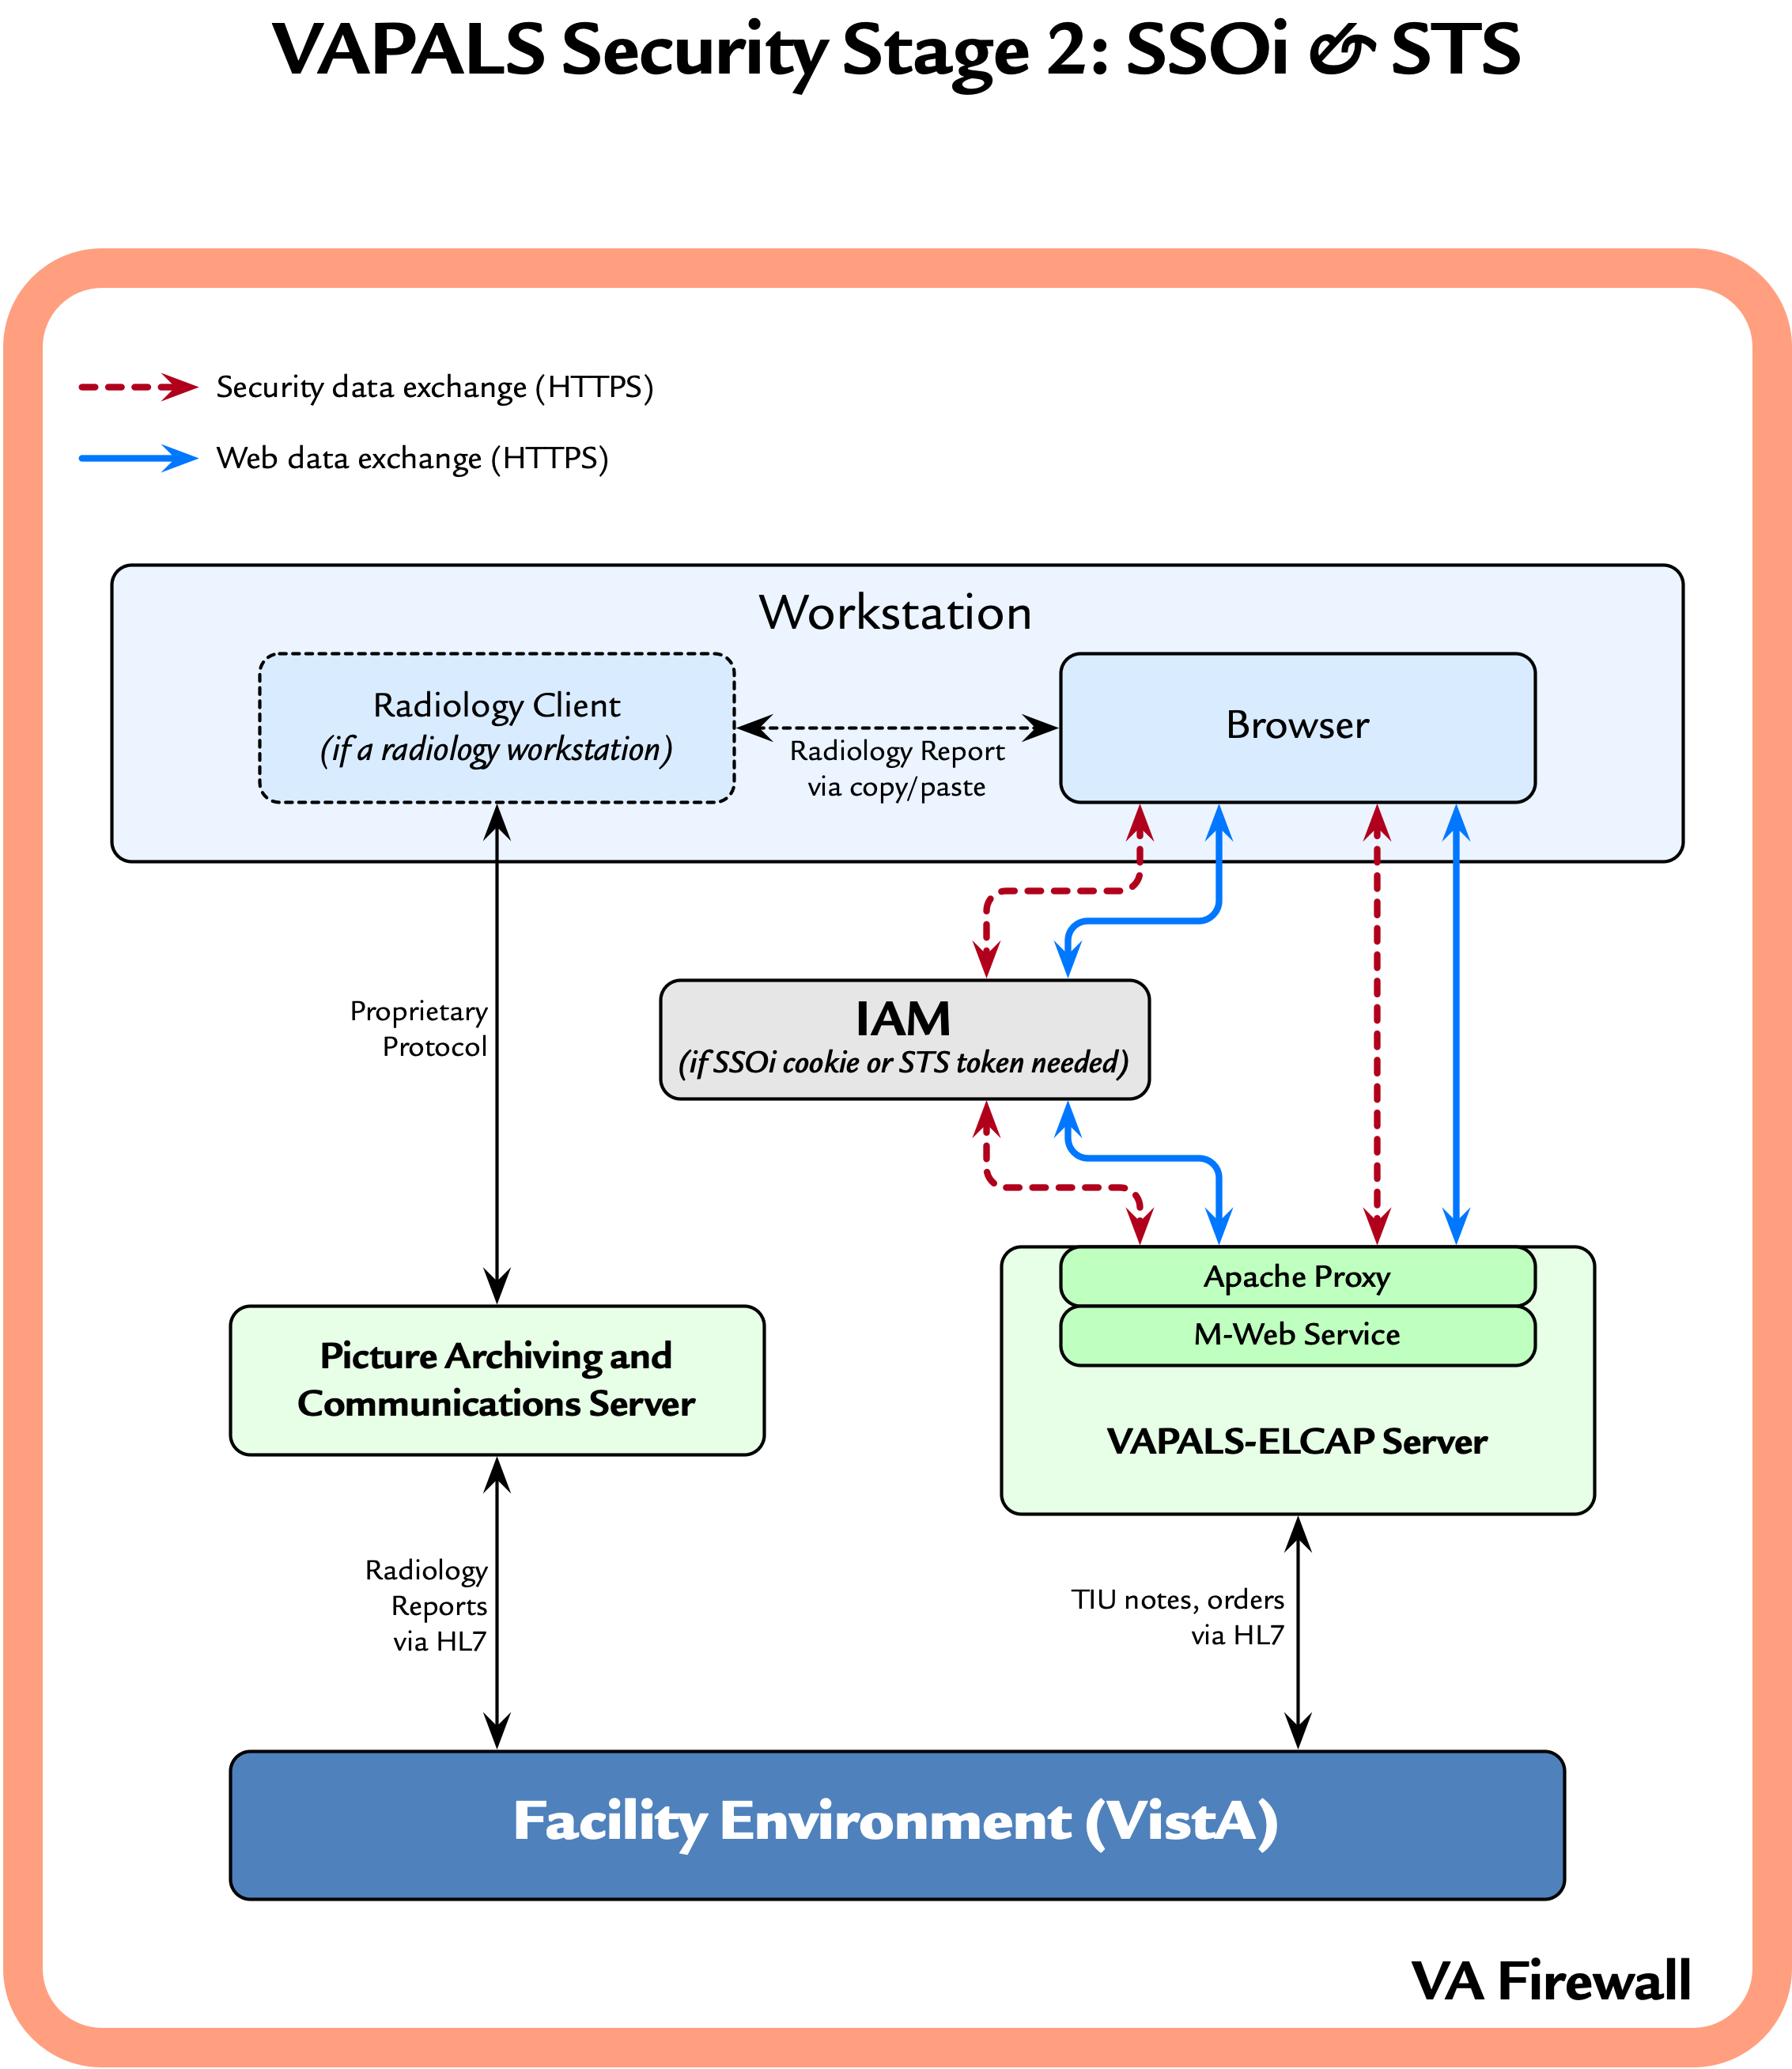 VAPALS Security Stage 2: SSOi & STS
Security data exchange (HTTPS)
Web data exchange (HTTPS)
Workstation
Radiology Client
(if a radiology workstation)
Radiology Report
via copy/paste
Browser
Proprietary
Protocol
IAM
(if SSOi cookie or STS token needed)
Apache Proxy
M-Web Service
VAPALS-ELCAP Server
Picture Archiving and
Communications Server
Radiology
Reports
via HL7
TIU notes, orders
via HL7
Facility Environment (VistA)
VA Firewall